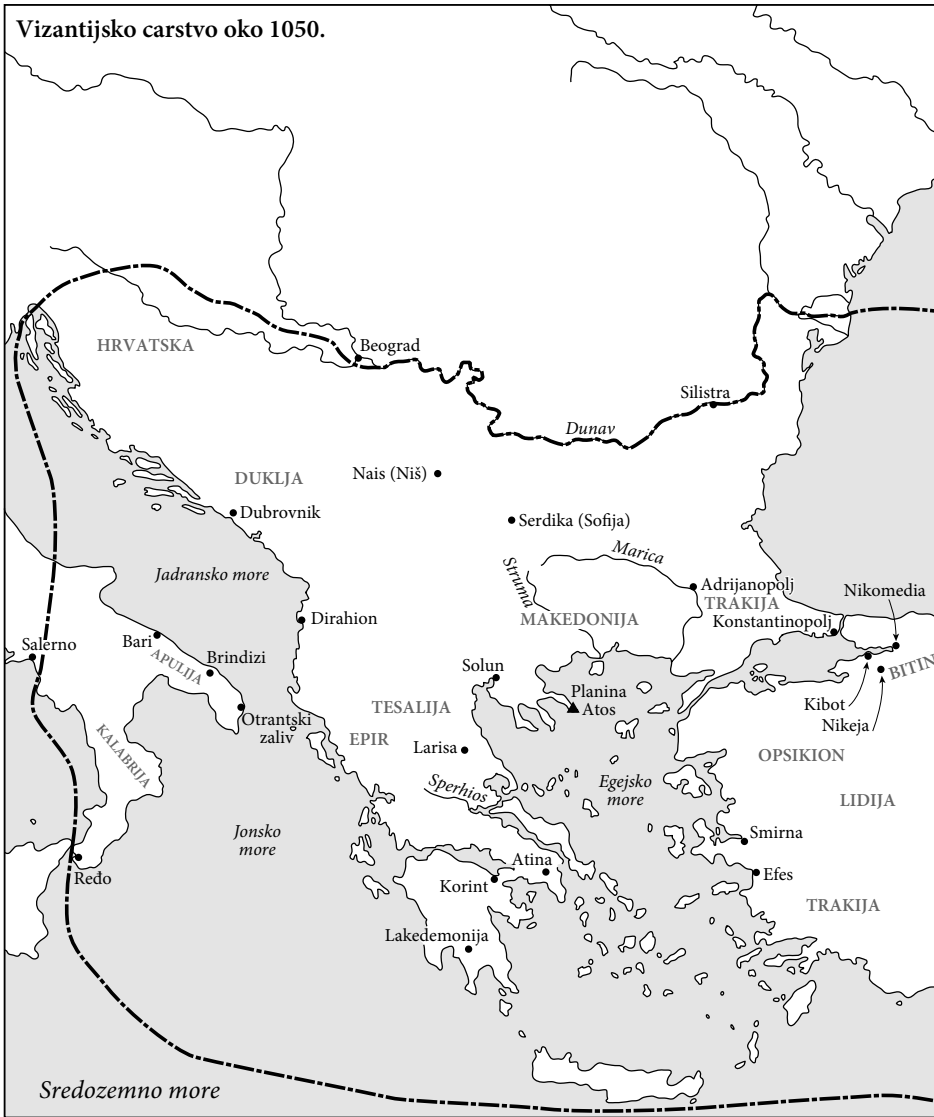 Vizantijsko carstvo oko 1050.
HRVATSKA
Beograd
Silistra
Dunav
DUKLJA
Nais (Niš)
Dubrovnik
Serdika (Sofija)
Marica
Struma
Jadransko more
Adrijanopolj
Nikomedia
TRAKIJA
MAKEDONIJA
Konstantinopolj
Dirahion
Salerno
Bari
APULIJA
Brindizi
Solun
BITIN
Planina
Atos
Kibot
Nikeja
Otrantski
zaliv
TESALIJA
EPIR
Larisa
KALABRIJA
OPSIKION
Sperhios
Egejsko
more
LIDIJA
Jonsko
more
Smirna
Ređo
Atina
Korint
Efes
TRAKIJA
Lakedemonija
Sredozemno more